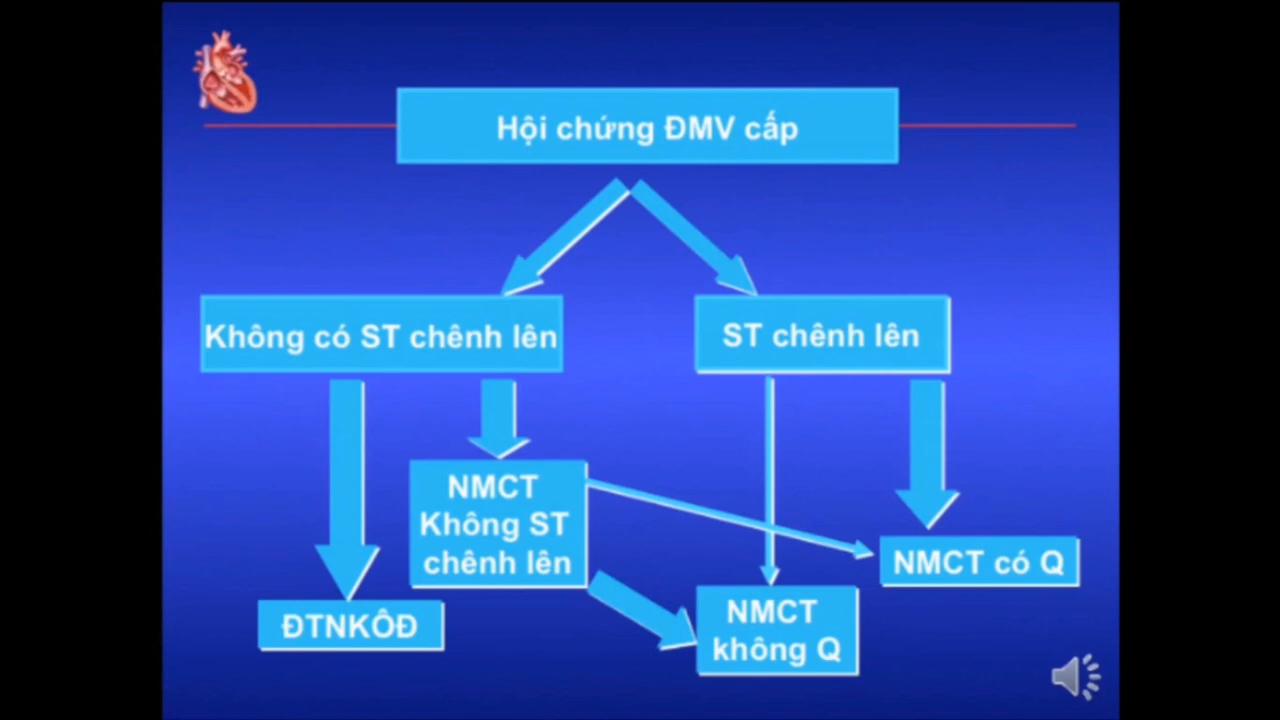 Hội chứng ĐMV cấp
Không có ST chênh lên
ST chênh lên
NMCT
Không ST
chênh lên
NMCT có Q
ĐTNKÔĐ
NMCT
không Q